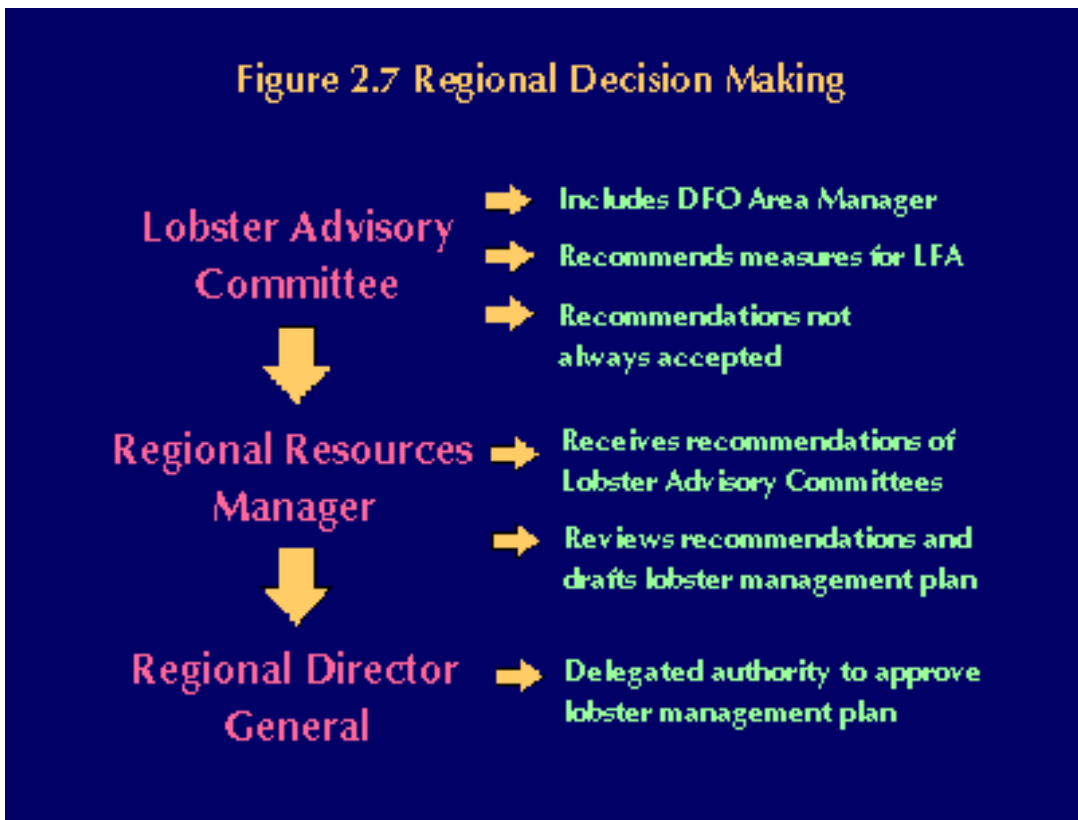 Figure 2.7 Regional Decision Making
Lobster Advisory
Committee
Includes DFO Area Manager
Recommends measures for LFA
Recommendations not
always accepted
Regional Resources
Manager
Receives recommendations of
Lobster Advisory Committees
Reviews recommendations and
drafts lobster management plan
Regional Director
General
Delegated authority to approve
lobster management plan